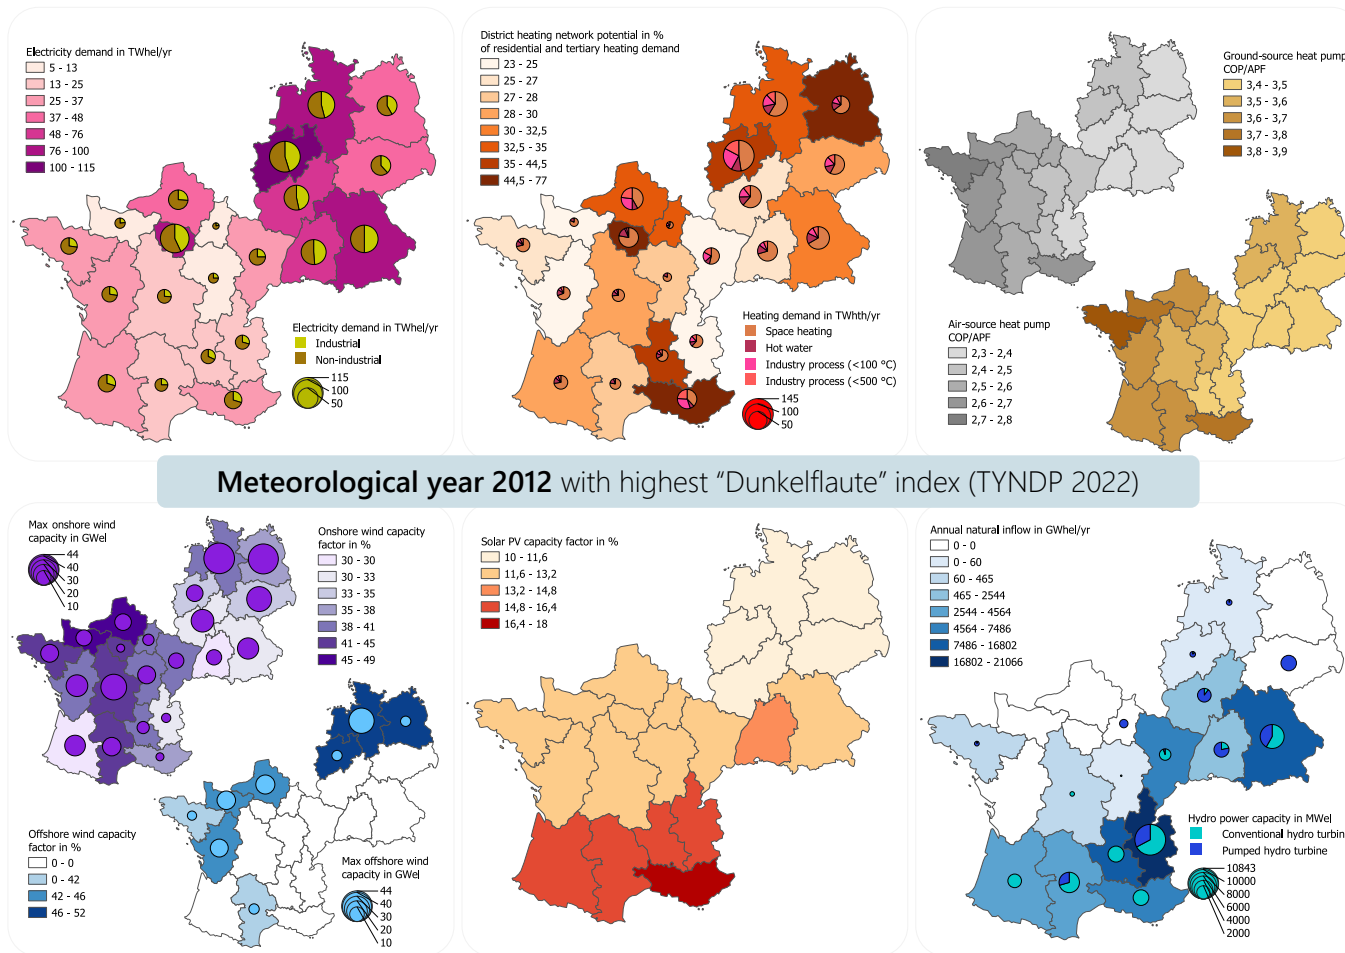 Electricity demand in TWhel/yr
5 - 13
13 - 25
25 - 37
37 - 48
48 - 76
76 - 100
100 - 115
Electricity demand in TWhel/yr
Industrial
Non-industrial
115
100
50
District heating network potential in %
of residential and tertiary heating demand
23 - 25
25 - 27
27 - 28
28 - 30
30 - 32,5
32,5 - 35
35 - 44,5
44,5 - 77
Heating demand in TWhth/yr
Space heating
Hot water
Industry process (<100 °C)
Industry process (<500 °C)
145
100
50
Ground-source heat pump
COP/APF
3,4 - 3,5
3,5 - 3,6
3,6 - 3,7
3,7 - 3,8
3,8 - 3,9
Air-source heat pump
COP/APF
2,3 - 2,4
2,4 - 2,5
2,5 - 2,6
2,6 - 2,7
2,7 - 2,8
Meteorological year 2012 with highest “Dunkelflaute” index (TYNDP 2022)
Max onshore wind
capacity in GWel
44
40
30
20
10
Onshore wind capacity
factor in %
30 - 30
30 - 33
33 - 35
35 - 38
38 - 41
41 - 45
45 - 49
Offshore wind capacity
factor in %
0 - 0
0 - 42
42 - 46
46 - 52
Max offshore wind
capacity in GWel
44
40
30
20
10
Solar PV capacity factor in %
10 - 11,6
11,6 - 13,2
13,2 - 14,8
14,8 - 16,4
16,4 - 18
Annual natural inflow in GWhel/yr
0 - 0
0 - 60
60 - 465
465 - 2544
2544 - 4564
4564 - 7486
7486 - 16802
16802 - 21066
Hydro power capacity in MWel
Conventional hydro turbin
Pumped hydro turbine
10843
10000
8000
6000
4000
2000